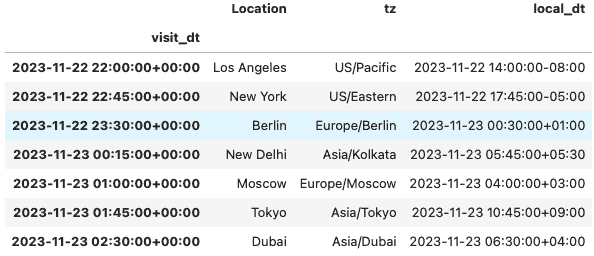 Location tz local_dt
visit_dt
2023-11-22 22:00:00+00:00 Los Angeles US/Pacific 2023-11-22 14:00:00-08:00
2023-11-22 22:45:00+00:00 New York US/Eastern 2023-11-22 17:45:00-05:00
2023-11-22 23:30:00+00:00 Berlin Europe/Berlin 2023-11-23 00:30:00+01:00
2023-11-23 00:15:00+00:00 New Delhi Asia/Kolkata 2023-11-23 05:45:00+05:30
2023-11-23 01:00:00+00:00 Moscow Europe/Moscow 2023-11-23 04:00:00+03:00
2023-11-23 01:45:00+00:00 Tokyo Asia/Tokyo 2023-11-23 10:45:00+09:00
2023-11-23 02:30:00+00:00 Dubai Asia/Dubai 2023-11-23 06:30:00+04:00